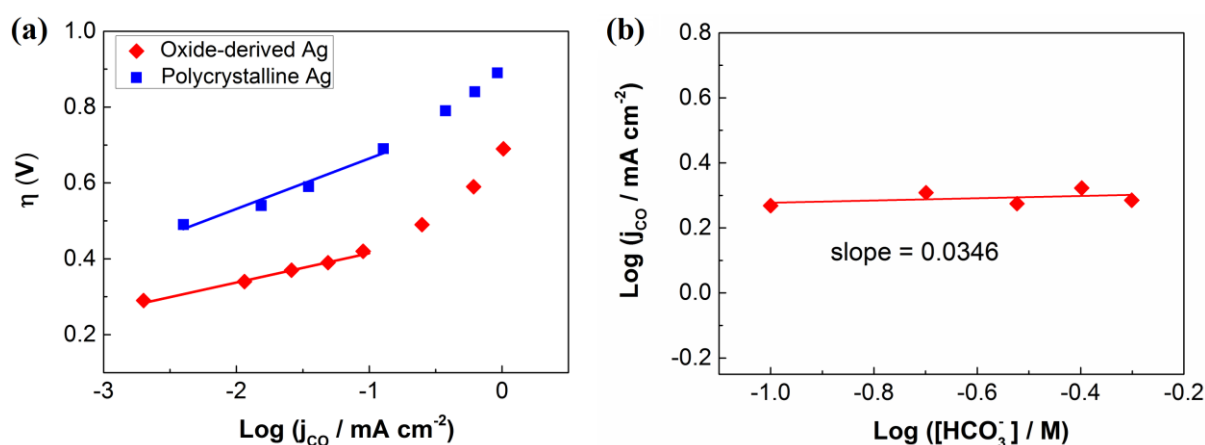 (a)
1.0
0.8
0.6
0.4
0.2
η (V)
Oxide-derived Ag
Polycrystalline Ag
-3
-2
-1
0
Log (j_CO / mA cm⁻²)
(b)
0.8
0.6
0.4
0.2
0.0
-0.2
Log (j_CO / mA cm⁻²)
slope = 0.0346
-1.0
-0.8
-0.6
-0.4
-0.2
Log ([HCO₃⁻] / M)